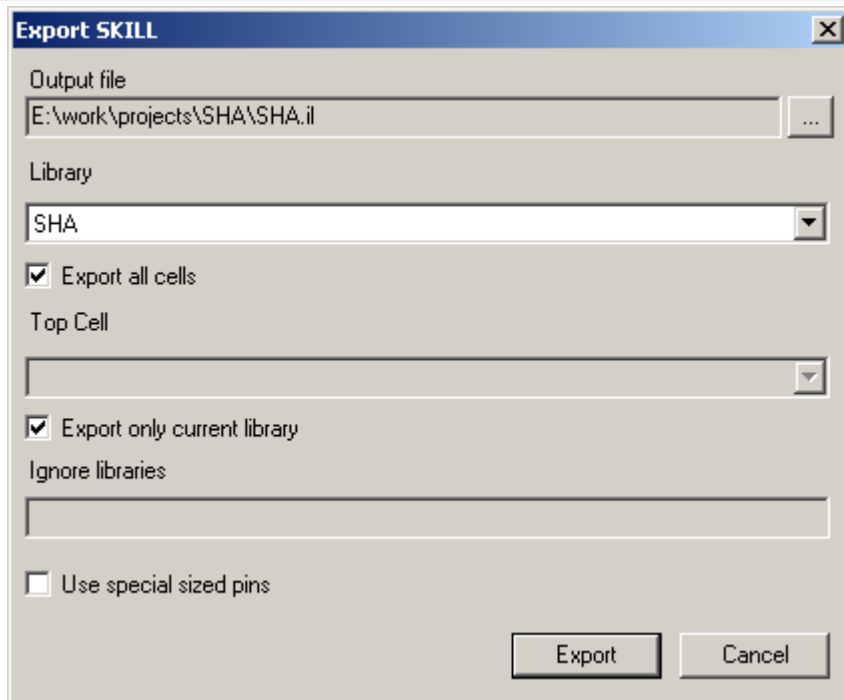 Export SKILL
Output file
E:\work\projects\SHA\SHA.il
...
Library
SHA
Export all cells
Top Cell
Export only current library
Ignore libraries
Use special sized pins
Export
Cancel